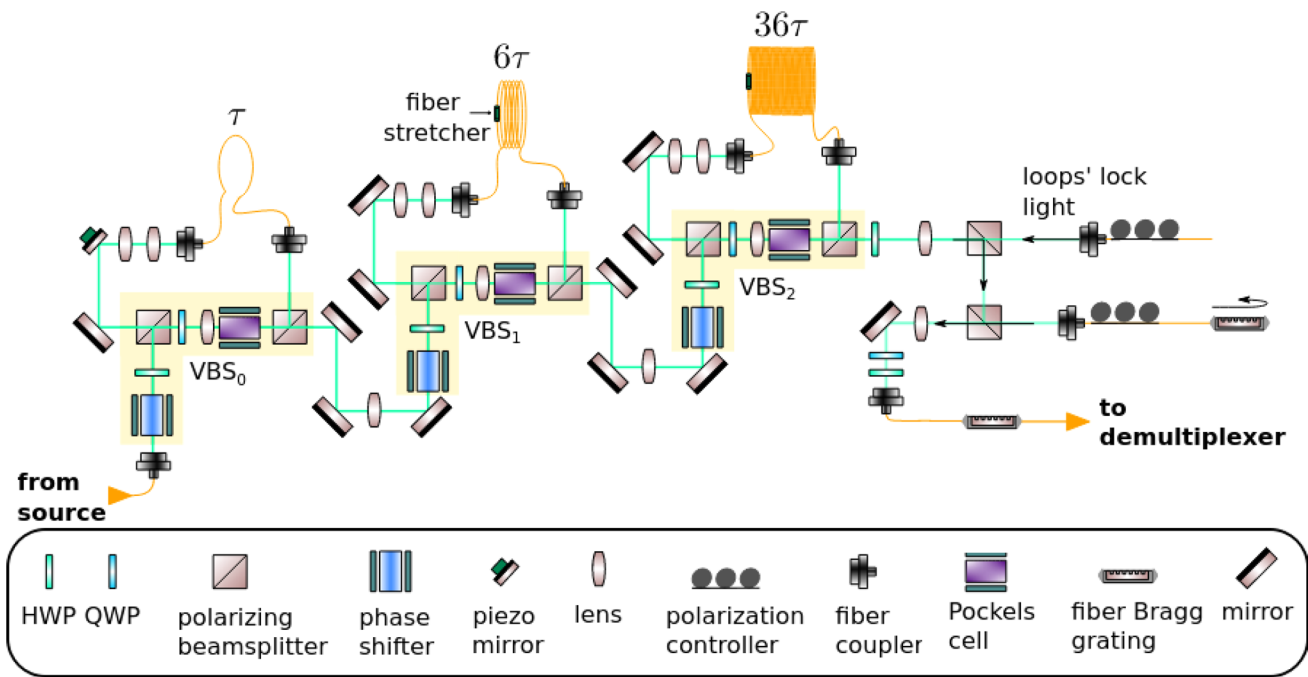 36τ
6τ
τ
fiber
stretcher
loops' lock
light
VBS₀
VBS₁
VBS₂
from
source
to
demultiplexer
HWP
QWP
polarizing
beamsplitter
phase
shifter
piezo
mirror
lens
polarization
controller
fiber
coupler
Pockels
cell
fiber Bragg
grating
mirror